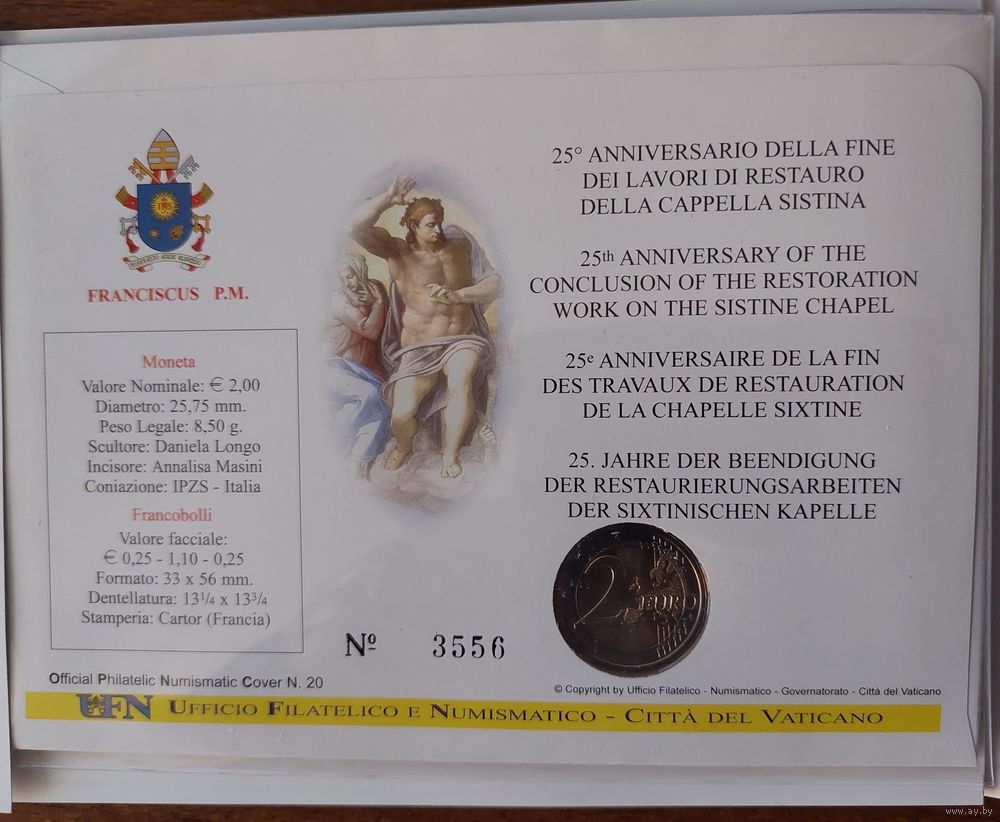 FRANCISCUS P.M.
Moneta
Valore Nominale: € 2,00
Diametro: 25,75 mm.
Peso Legale: 8,50 g.
Scultore: Daniela Longo
Incisore: Annalisa Masini
Coniazione: IPZS - Italia
Francobolli
Valore facciale:
€ 0,25 - 1,10 - 0,25
Formato: 33 x 56 mm.
Dentellatura: 13¼ x 13¾
Stamperia: Cartor (Francia)
25° ANNIVERSARIO DELLA FINE
DEI LAVORI DI RESTAURO
DELLA CAPPELLA SISTINA
25th ANNIVERSARY OF THE
CONCLUSION OF THE RESTORATION
WORK ON THE SISTINE CHAPEL
25e ANNIVERSAIRE DE LA FIN
DES TRAVAUX DE RESTAURATION
DE LA CHAPELLE SIXTINE
25. JAHRE DER BEENDIGUNG
DER RESTAURIERUNGSARBEITEN
DER SIXTINISCHEN KAPELLE
2 EURO
Nº 3556
Official Philatelic Numismatic Cover N. 20
© Copyright by Ufficio Filatelico - Numismatico - Governatorato - Città del Vaticano
UFN UFFICIO FILATELICO E NUMISMATICO - CITTÀ DEL VATICANO
www.ay.by